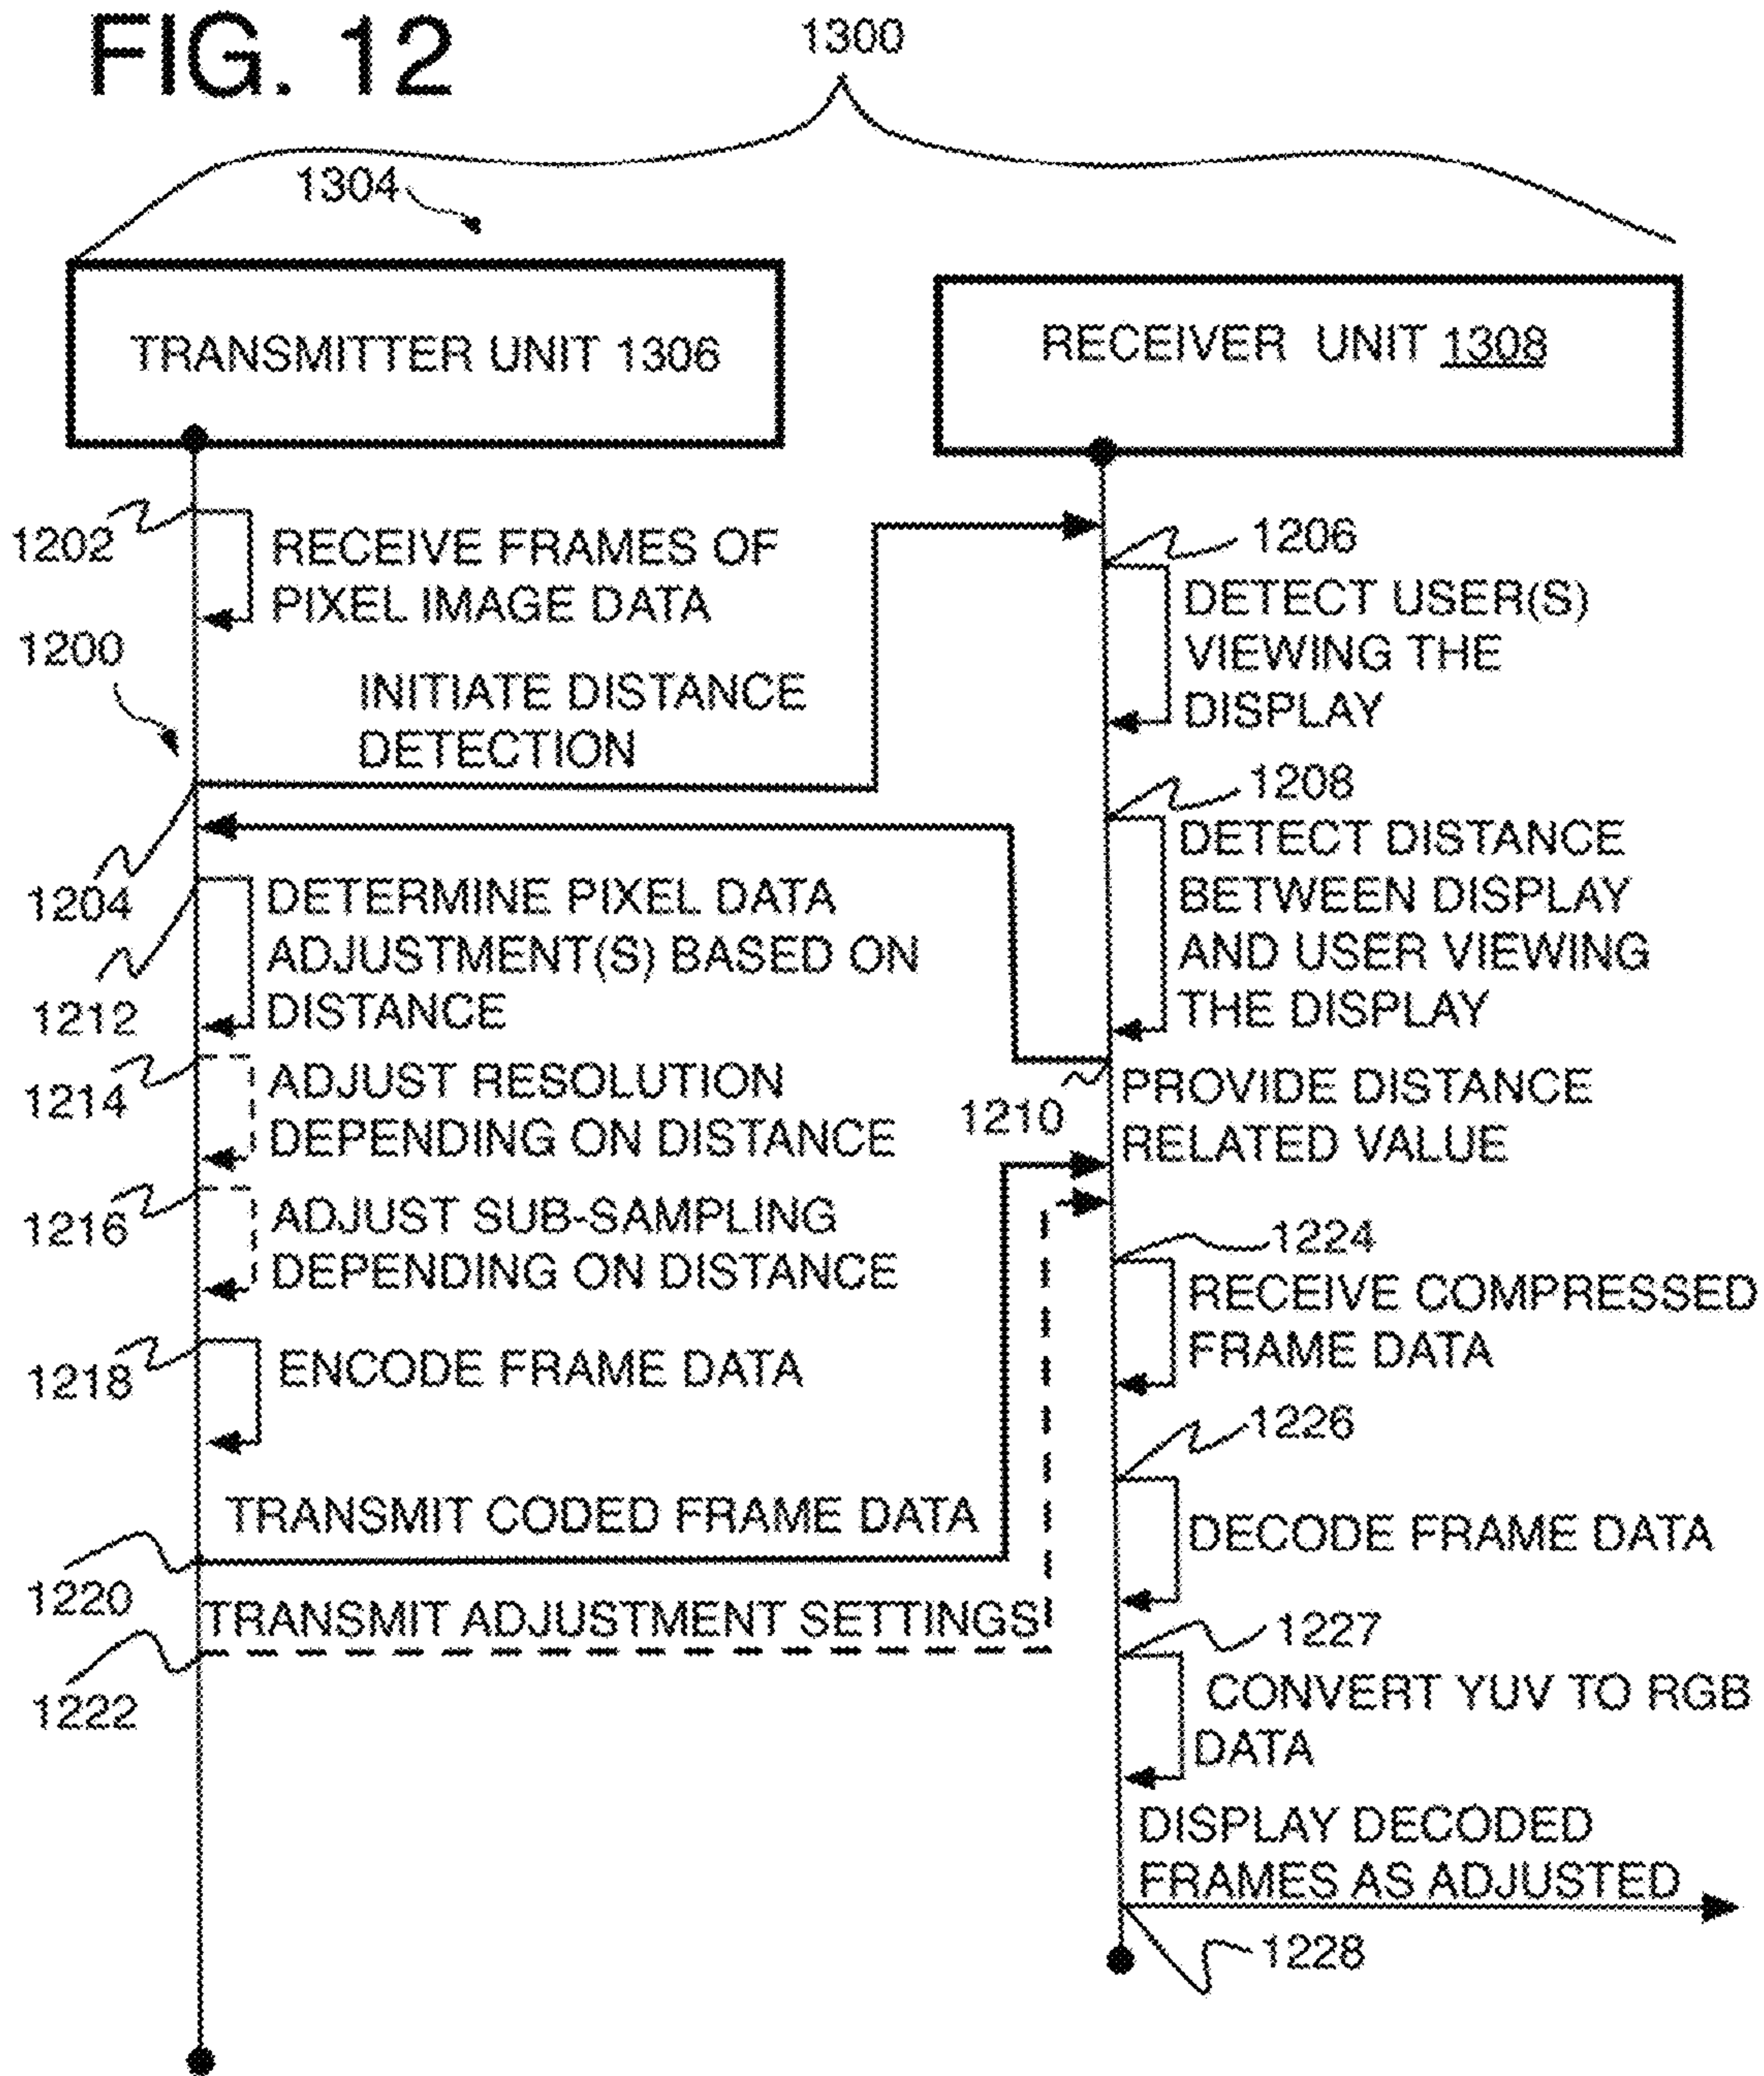 FIG. 12
1300
1304
TRANSMITTER UNIT 1306
RECEIVER UNIT 1308
1202
RECEIVE FRAMES OF
PIXEL IMAGE DATA
1200
INITIATE DISTANCE
DETECTION
1204
1206
DETECT USER(S)
VIEWING THE
DISPLAY
1208
DETECT DISTANCE
BETWEEN DISPLAY
AND USER VIEWING
THE DISPLAY
1212
DETERMINE PIXEL DATA
ADJUSTMENT(S) BASED ON
DISTANCE
1210
PROVIDE DISTANCE
RELATED VALUE
1214
ADJUST RESOLUTION
DEPENDING ON DISTANCE
1216
ADJUST SUB-SAMPLING
DEPENDING ON DISTANCE
1218
ENCODE FRAME DATA
TRANSMIT CODED FRAME DATA
1220
TRANSMIT ADJUSTMENT SETTINGS
1222
1224
RECEIVE COMPRESSED
FRAME DATA
1226
DECODE FRAME DATA
1227
CONVERT YUV TO RGB
DATA
DISPLAY DECODED
FRAMES AS ADJUSTED
1228